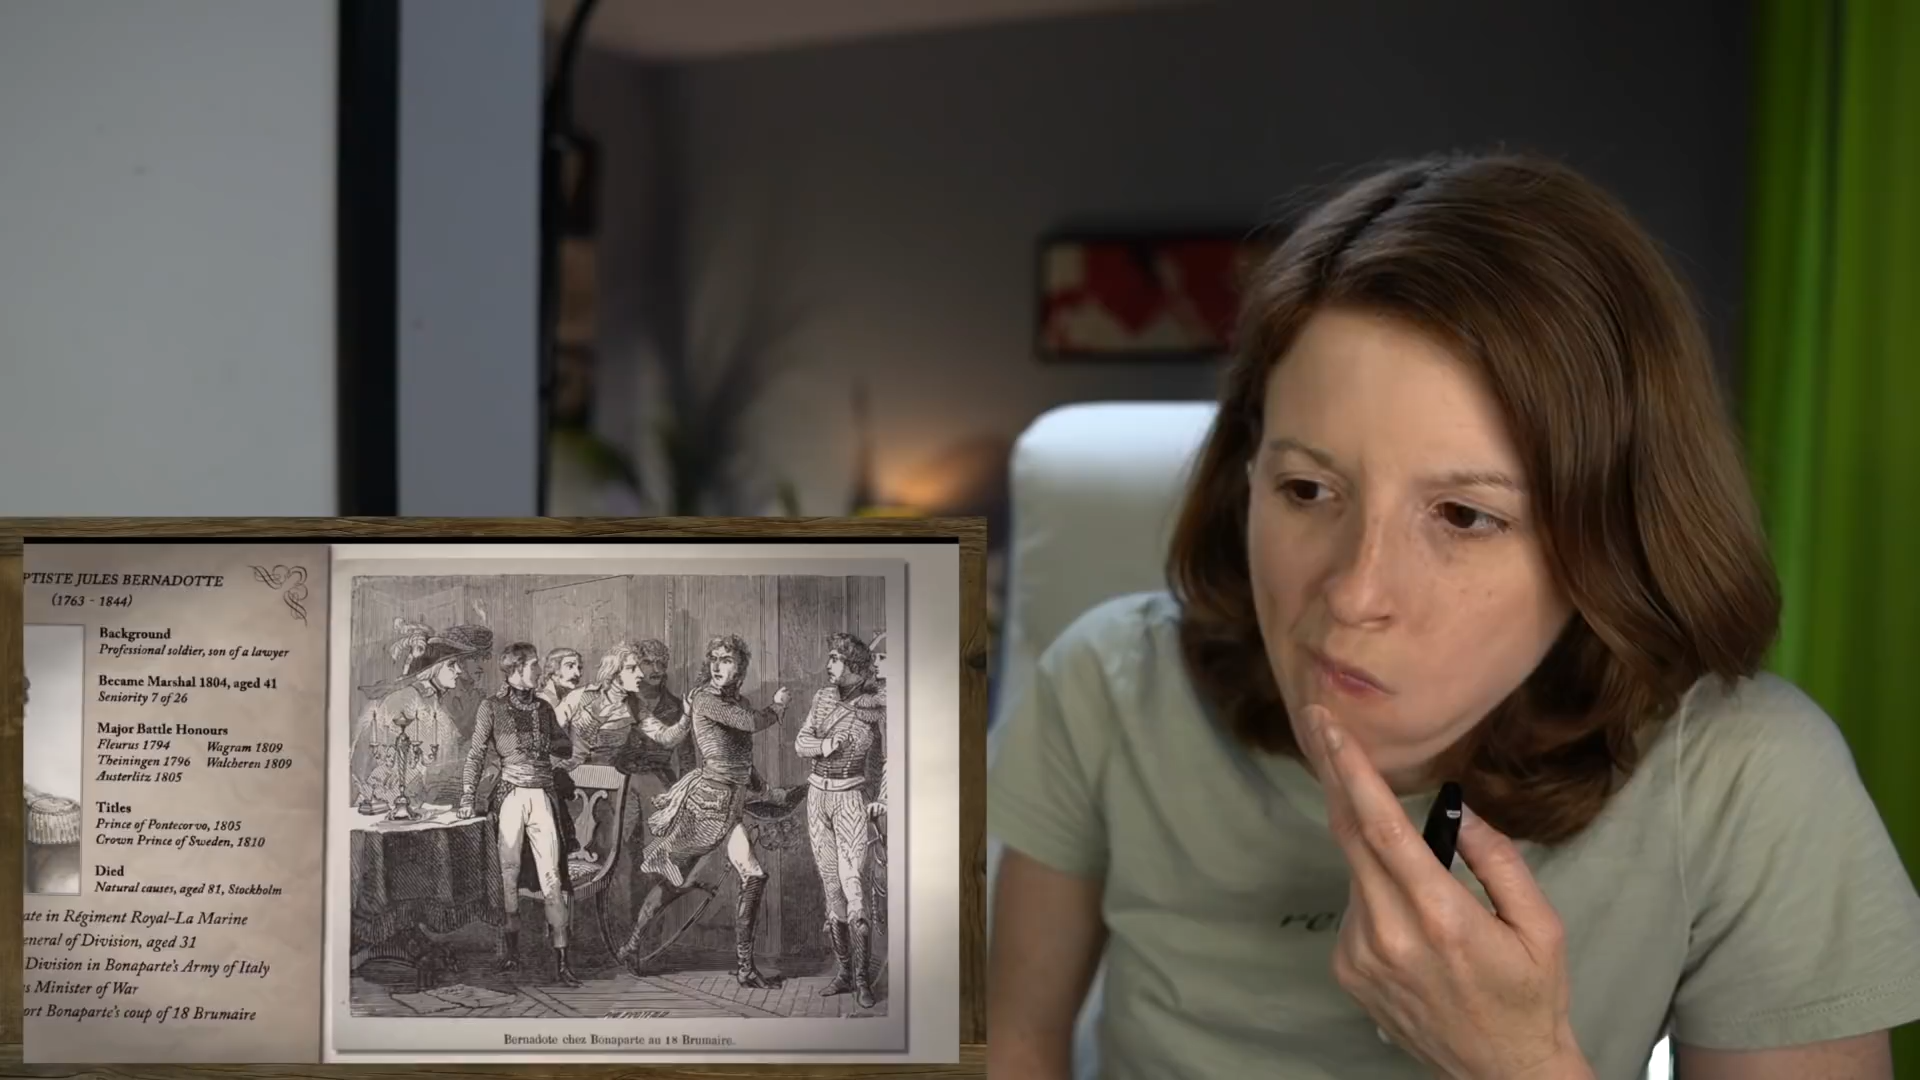 PTISTE JULES BERNADOTTE
(1763 - 1844)
Background
Professional soldier, son of a lawyer
Became Marshal 1804, aged 41
Seniority 7 of 26
Major Battle Honours
Fleurus 1794 Wagram 1809
Theiningen 1796 Walcheren 1809
Austerlitz 1805
Titles
Prince of Pontecorvo, 1805
Crown Prince of Sweden, 1810
Died
Natural causes, aged 81, Stockholm
ate in Régiment Royal-La Marine
eneral of Division, aged 31
Division in Bonaparte's Army of Italy
s Minister of War
ort Bonaparte's coup of 18 Brumaire
Bernadote chez Bonaparte au 18 Brumaire.
re